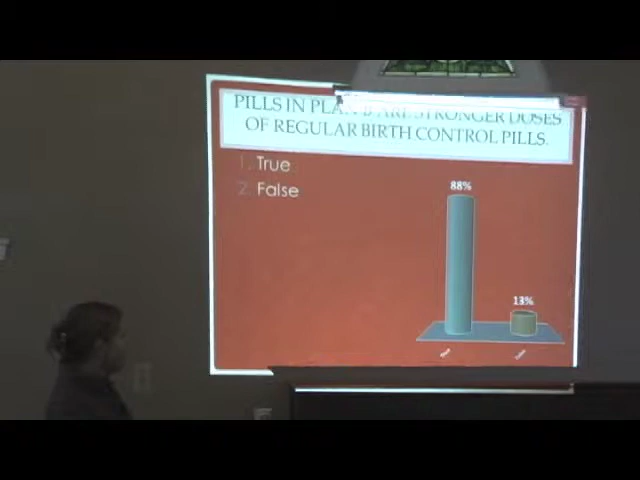 PILLS IN PLAN B ARE STRONGER DOSES
OF REGULAR BIRTH CONTROL PILLS.
1. True
2. False
88%
13%